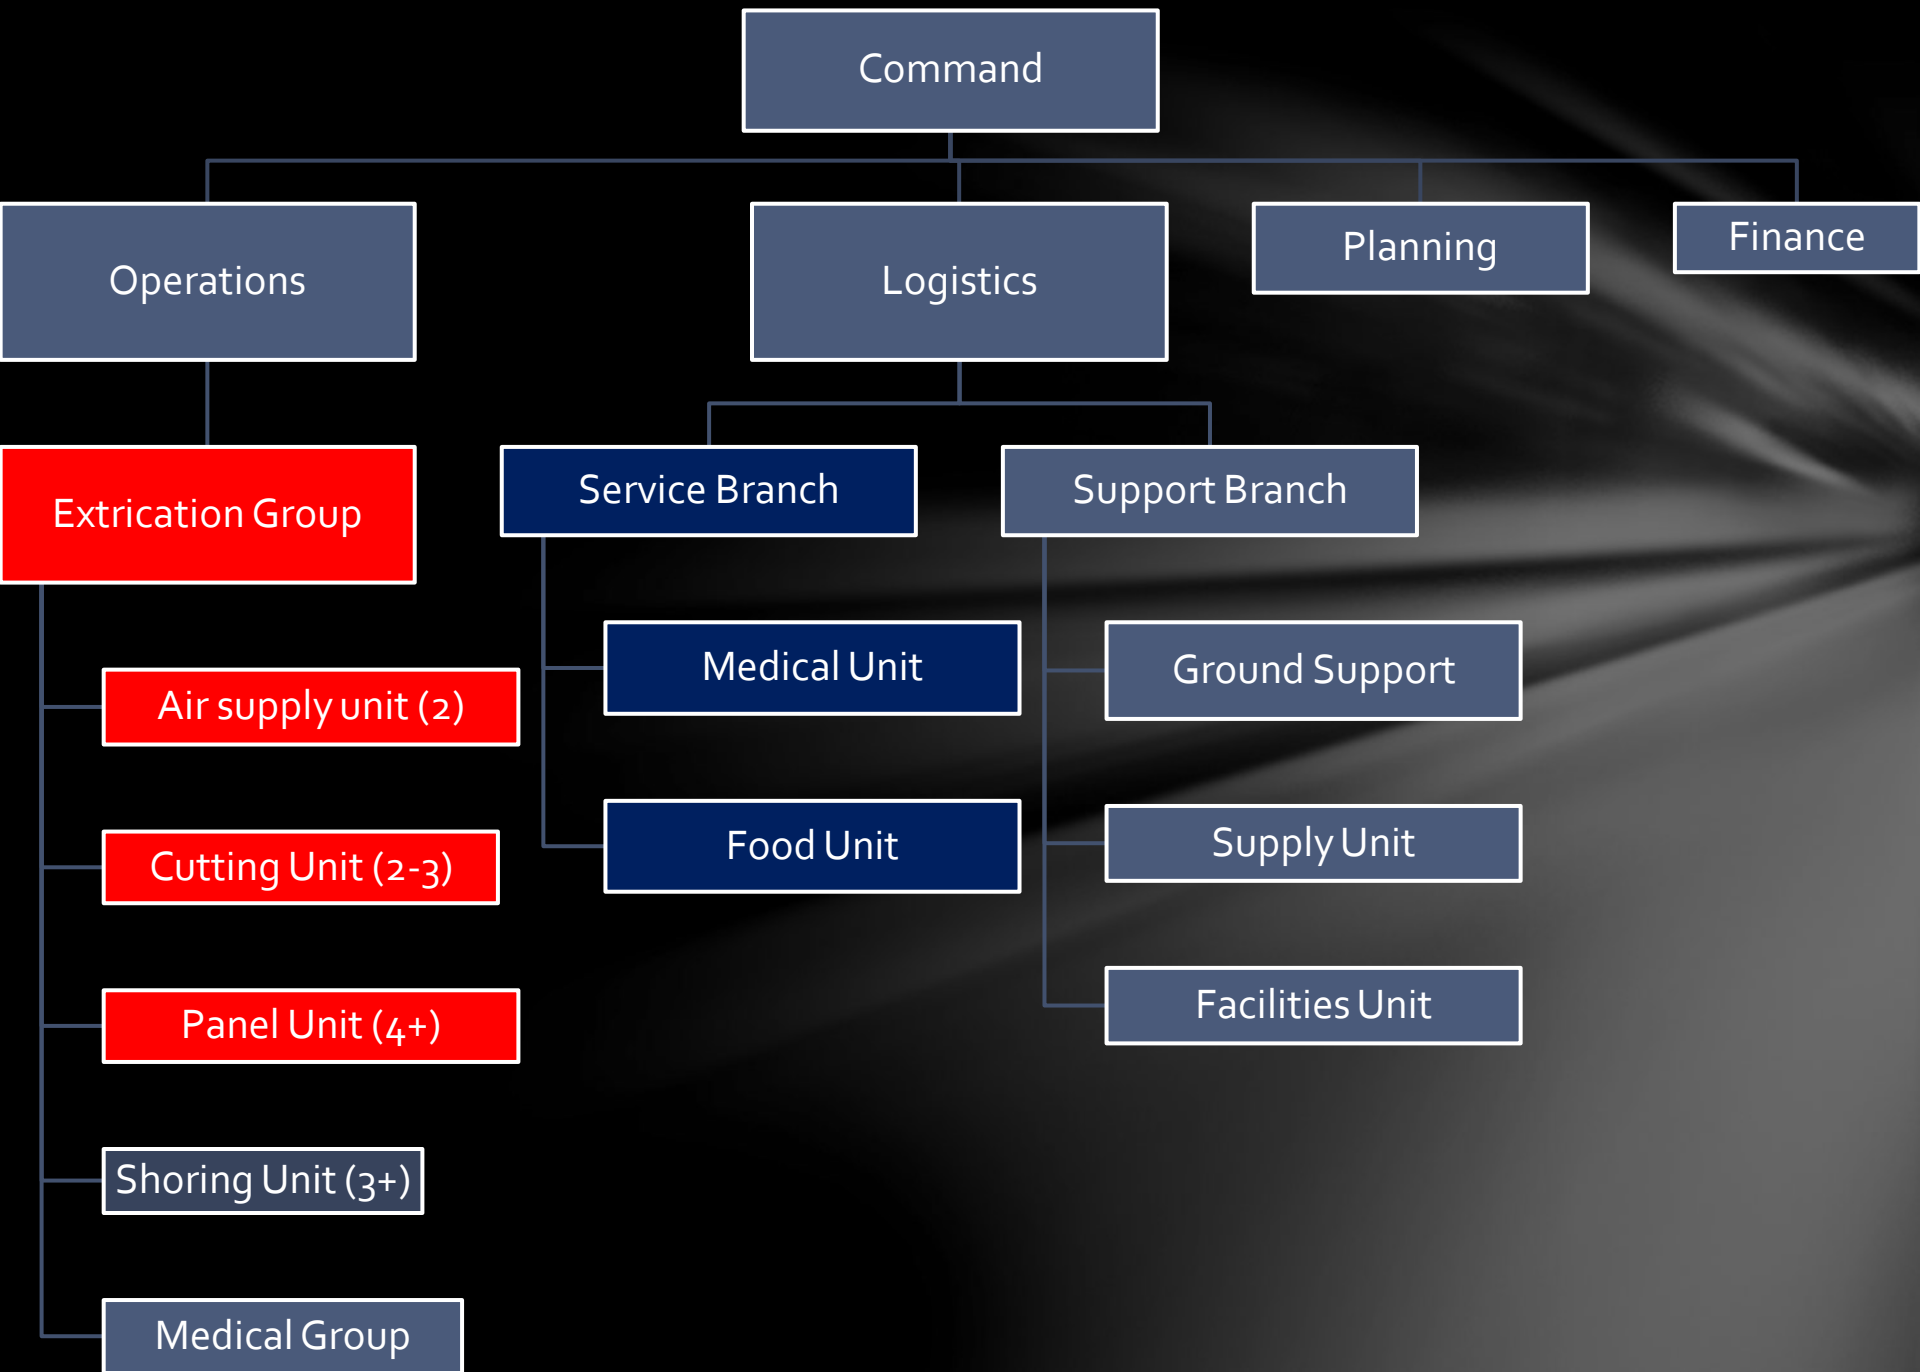 Command
Operations
Logistics
Planning
Finance
Extrication Group
Service Branch
Support Branch
Air supply unit (2)
Cutting Unit (2-3)
Panel Unit (4+)
Shoring Unit (3+)
Medical Group
Medical Unit
Food Unit
Ground Support
Supply Unit
Facilities Unit